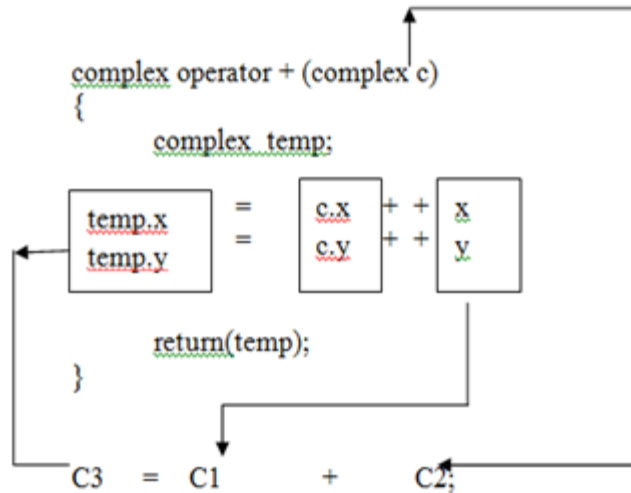 complex operator + (complex c)
{
complex temp;
temp.x = c.x + + x
temp.y = c.y + + y
return(temp);
}
C3 = C1 + C2;